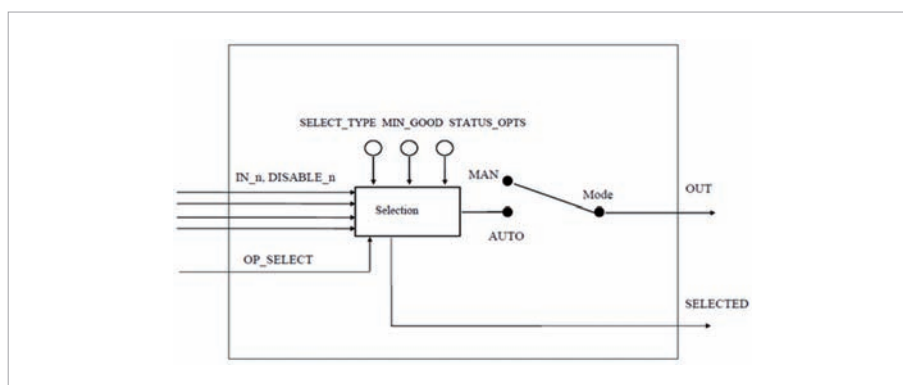 SELECT_TYPE MIN_GOOD STATUS_OPTS
IN_n, DISABLE_n
MAN
Mode
OUT
Selection
AUTO
OP_SELECT
SELECTED